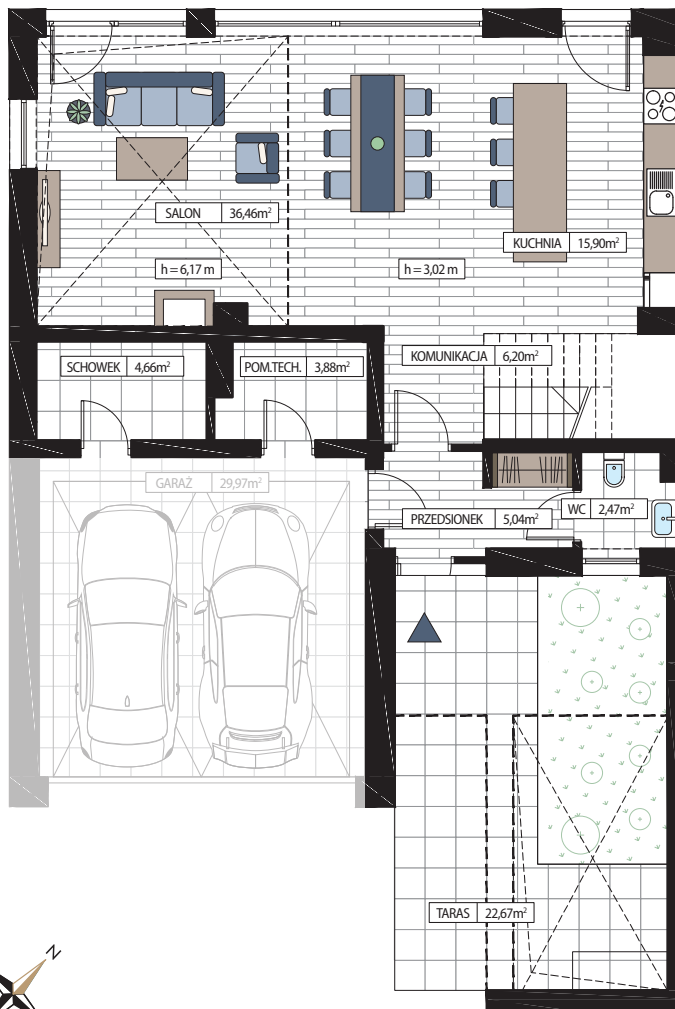 SALON 36,46m²
KUCHNIA 15,90m²
h = 6,17 m
h = 3,02 m
KOMUNIKACJA 6,20m²
SCHOWEK 4,66m²
POM.TECH. 3,88m²
GARAŻ 29,97m²
WC 2,47m²
PRZEDSIONEK 5,04m²
TARAS 22,67m²
N